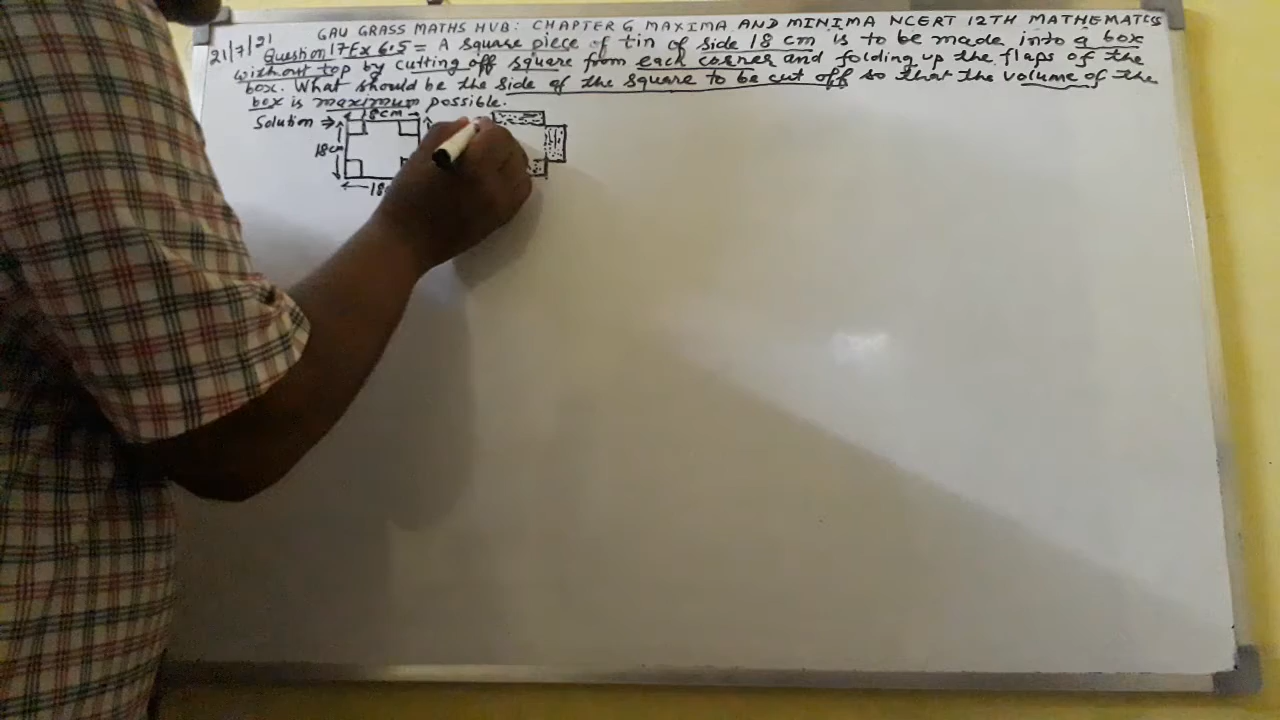 GAU GRASS MATHS HUB: CHAPTER 6 MAXIMA AND MINIMA NCERT 12TH MATHEMATICS
21/7/21
Question 17 Ex 6.5 = A square piece of tin of side 18 cm is to be made into a box
without top by cutting off square from each corner and folding up the flaps of the
box. What should be the side of the square to be cut off so that the volume of the
box is maximum possible.
Solution ⇒
18cm
18cm
18